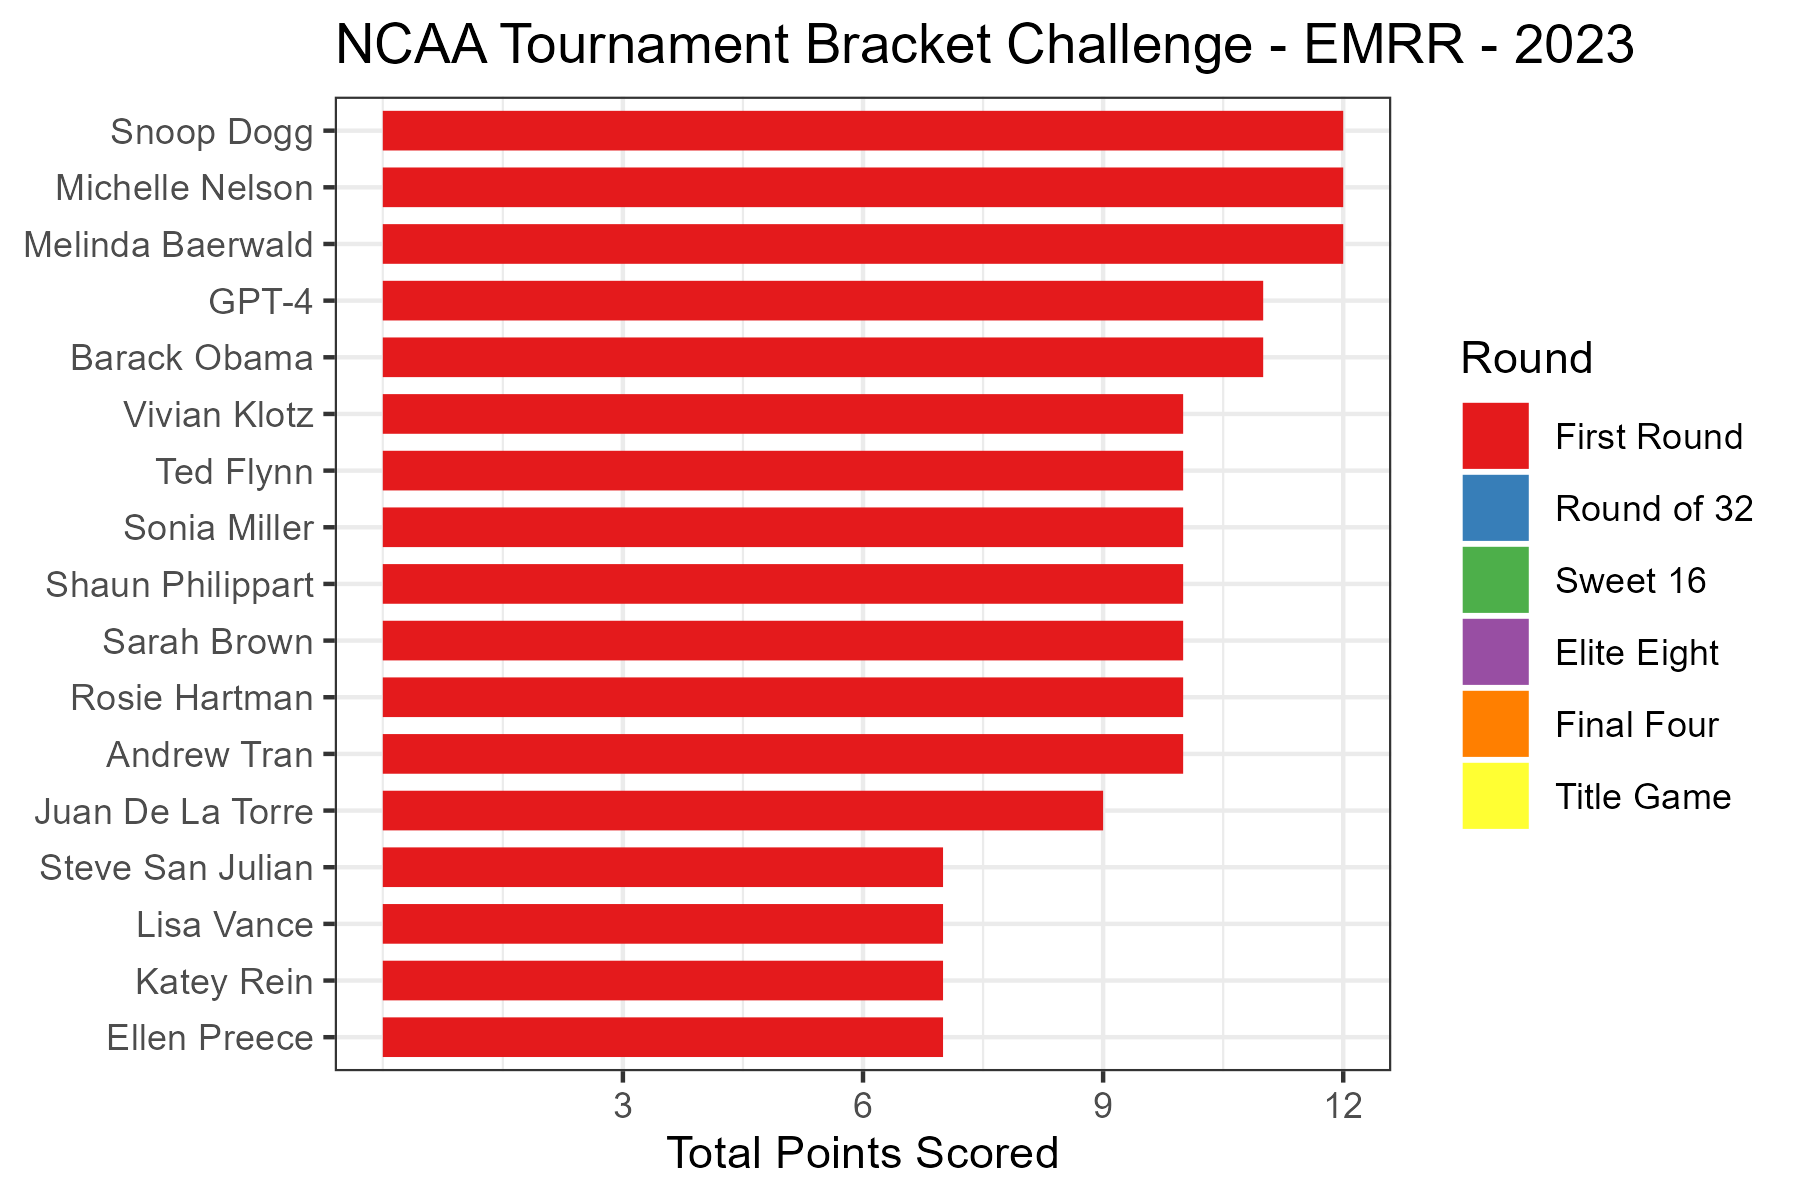 NCAA Tournament Bracket Challenge - EMRR - 2023
Snoop Dogg
Michelle Nelson
Melinda Baerwald
GPT-4
Barack Obama
Vivian Klotz
Ted Flynn
Sonia Miller
Shaun Philippart
Sarah Brown
Rosie Hartman
Andrew Tran
Juan De La Torre
Steve San Julian
Lisa Vance
Katey Rein
Ellen Preece
3 6 9 12
Total Points Scored
Round
First Round
Round of 32
Sweet 16
Elite Eight
Final Four
Title Game